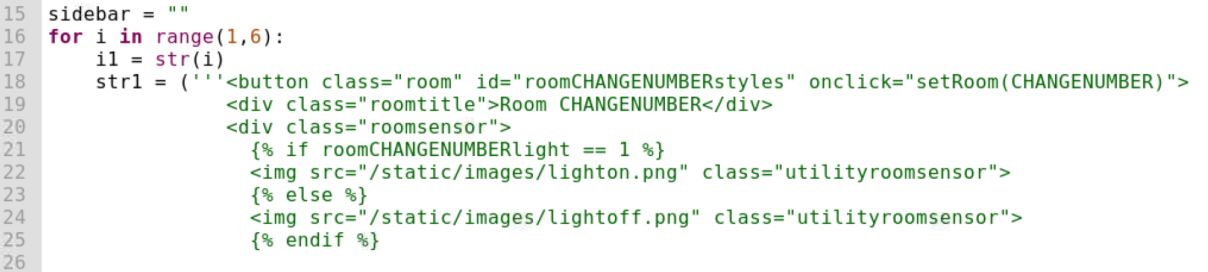 15 sidebar = ""
16 for i in range(1,6):
17     i1 = str(i)
18     str1 = ('''<button class="room" id="roomCHANGENUMBERstyles" onclick="setRoom(CHANGENUMBER)">
19                <div class="roomtitle">Room CHANGENUMBER</div>
20                <div class="roomsensor">
21                  {% if roomCHANGENUMBERlight == 1 %}
22                  <img src="/static/images/lighton.png" class="utilityroomsensor">
23                  {% else %}
24                  <img src="/static/images/lightoff.png" class="utilityroomsensor">
25                  {% endif %}
26